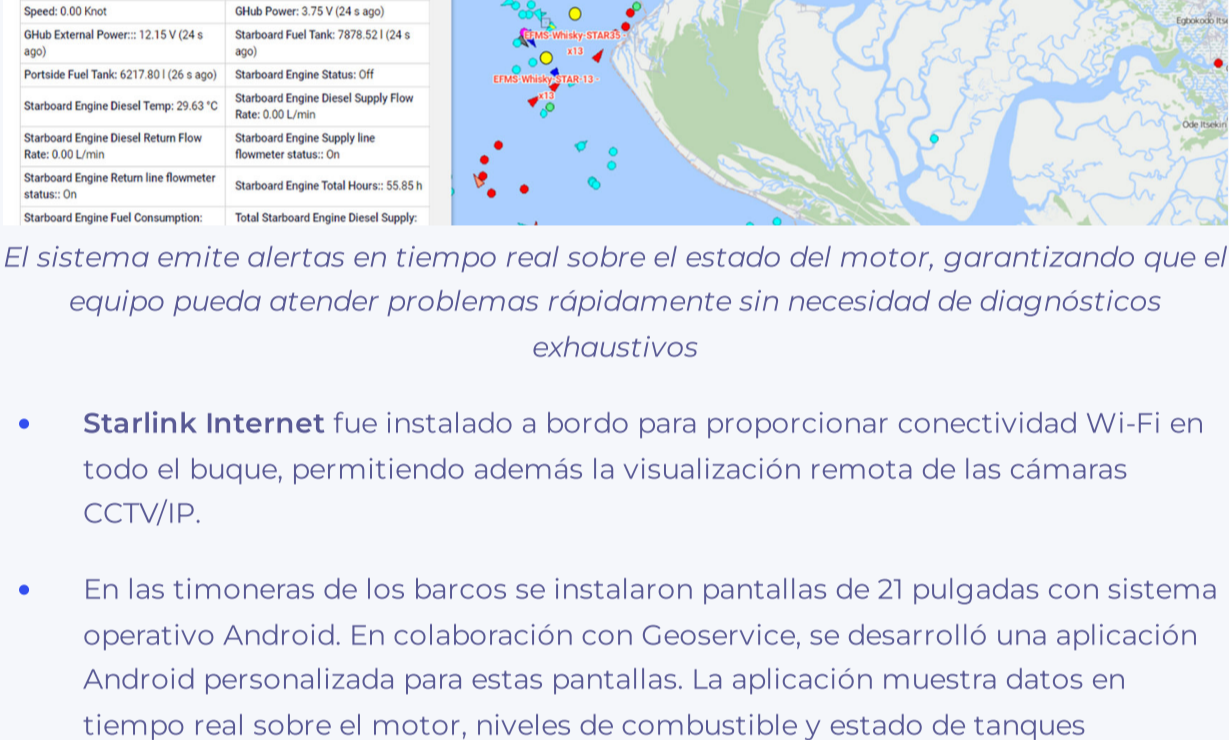 Speed: 0.00 Knot
GHub Power: 3.75 V (24 s ago)
GHub External Power::: 12.15 V (24 s
ago)
Starboard Fuel Tank: 7878.52 l (24 s
ago)
Portside Fuel Tank: 6217.80 l (26 s ago)
Starboard Engine Status: Off
Starboard Engine Diesel Temp: 29.63 °C
Starboard Engine Diesel Supply Flow
Rate: 0.00 L/min
Starboard Engine Diesel Return Flow
Rate: 0.00 L/min
Starboard Engine Supply line
flowmeter status:: On
Starboard Engine Return line flowmeter
status:: On
Starboard Engine Total Hours:: 55.85 h
Starboard Engine Fuel Consumption:
Total Starboard Engine Diesel Supply:
EFMS-Whisky-STAR35-
x13
EFMS-Whisky-STAR-13-
x13
Egbokodo Itse
Ode Itsekiri
El sistema emite alertas en tiempo real sobre el estado del motor, garantizando que el
equipo pueda atender problemas rápidamente sin necesidad de diagnósticos
exhaustivos
• Starlink Internet fue instalado a bordo para proporcionar conectividad Wi-Fi en
todo el buque, permitiendo además la visualización remota de las cámaras
CCTV/IP.
• En las timoneras de los barcos se instalaron pantallas de 21 pulgadas con sistema
operativo Android. En colaboración con Geoservice, se desarrolló una aplicación
Android personalizada para estas pantallas. La aplicación muestra datos en
tiempo real sobre el motor, niveles de combustible y estado de tanques